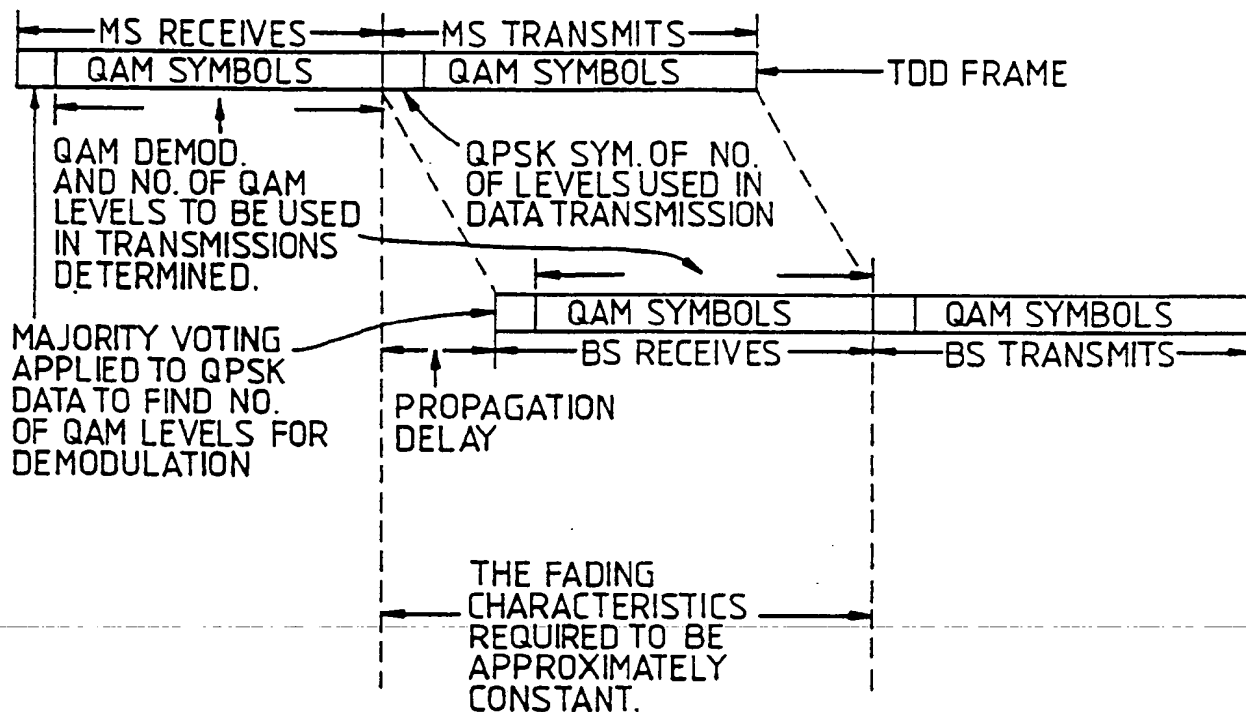 MS RECEIVES
MS TRANSMITS
QAM SYMBOLS
QAM SYMBOLS
TDD FRAME
QAM DEMOD.
AND NO. OF QAM
LEVELS TO BE USED
IN TRANSMISSIONS
DETERMINED.
QPSK SYM. OF NO.
OF LEVELS USED IN
DATA TRANSMISSION
QAM SYMBOLS
QAM SYMBOLS
BS RECEIVES
BS TRANSMITS
MAJORITY VOTING
APPLIED TO QPSK
DATA TO FIND NO.
OF QAM LEVELS FOR
DEMODULATION
PROPAGATION
DELAY
THE FADING
CHARACTERISTICS
REQUIRED TO BE
APPROXIMATELY
CONSTANT.